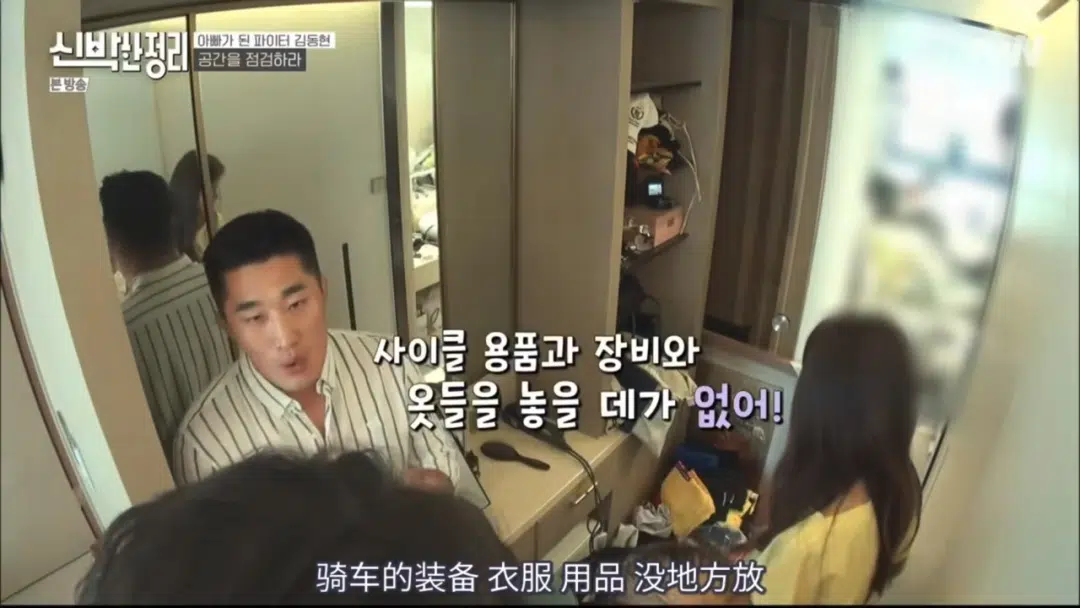 신박한정리
아빠가 된 파이터 김동현
공간을 점검하라
본 방송
사이클 용품과 장비와
옷들을 놓을 데가 없어!
骑车的装备 衣服 用品 没地方放